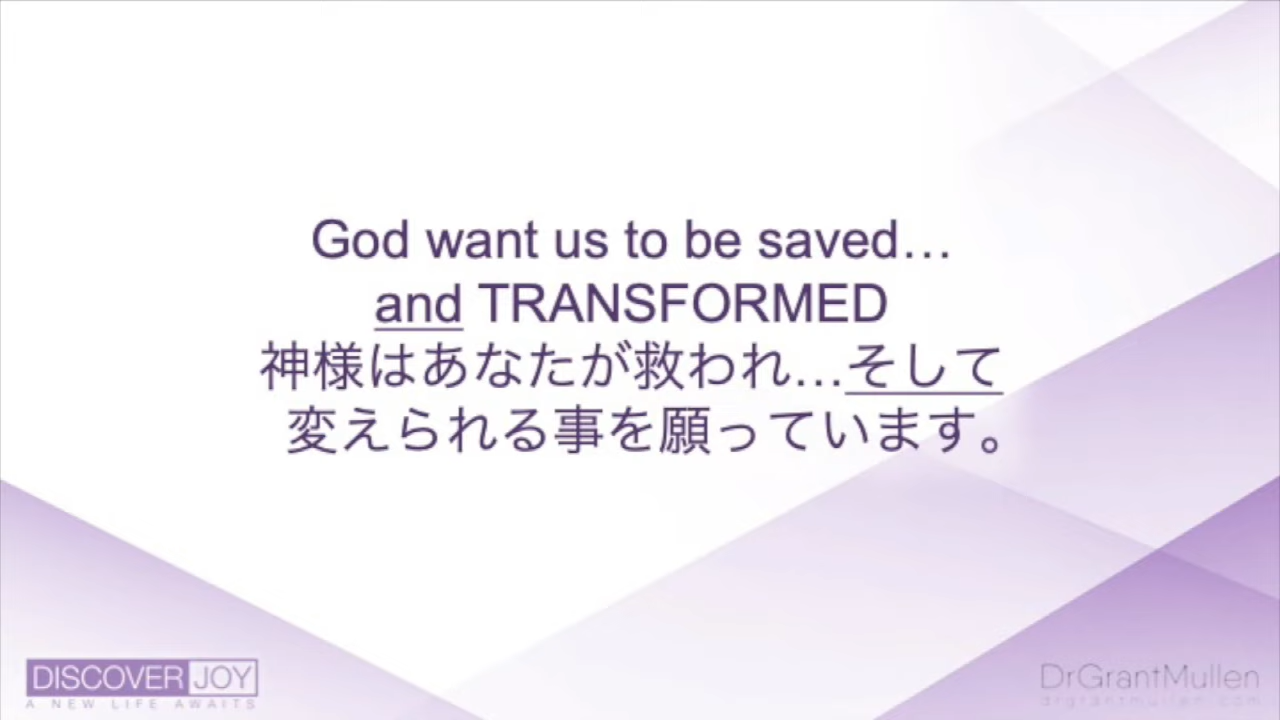 God want us to be saved…
and TRANSFORMED
神様はあなたが救われ…そして
変えられる事を願っています。
DISCOVER JOY
A NEW LIFE AWAITS
DrGrantMullen
drgrantmullen.com